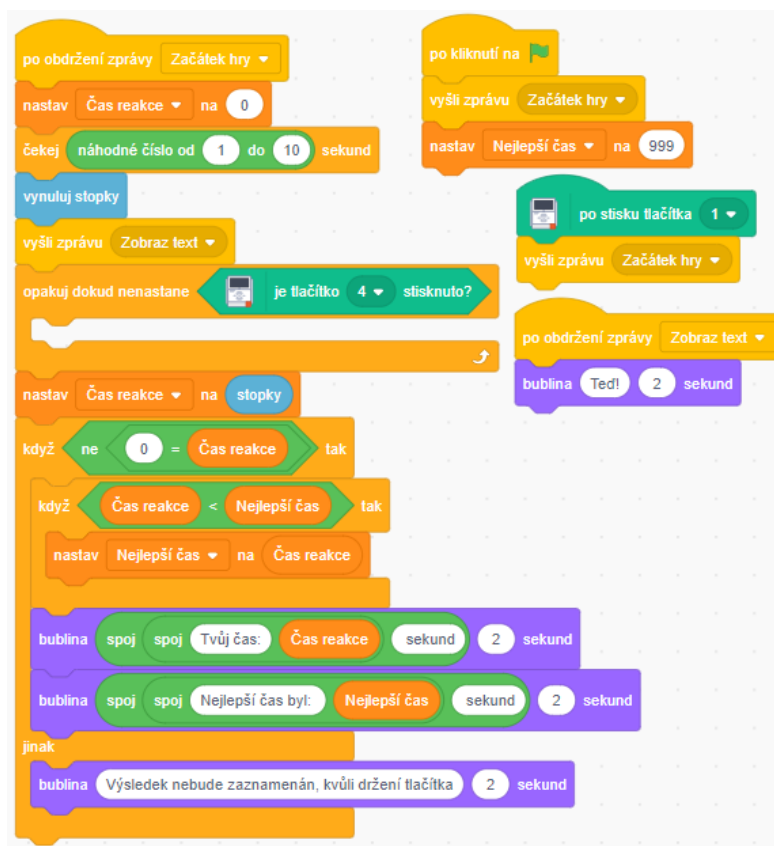 po obdržení zprávy Začátek hry
nastav Čas reakce na 0
čekej náhodné číslo od 1 do 10 sekund
vynuluj stopky
vyšli zprávu Zobraz text
opakuj dokud nenastane je tlačítko 4 stisknuto?
nastav Čas reakce na stopky
když ne 0 = Čas reakce tak
když Čas reakce < Nejlepší čas tak
nastav Nejlepší čas na Čas reakce
bublina spoj spoj Tvůj čas: Čas reakce sekund 2 sekund
bublina spoj spoj Nejlepší čas byl: Nejlepší čas sekund 2 sekund
jinak
bublina Výsledek nebude zaznamenán, kvůli držení tlačítka 2 sekund
po kliknutí na
vyšli zprávu Začátek hry
nastav Nejlepší čas na 999
po stisku tlačítka 1
vyšli zprávu Začátek hry
po obdržení zprávy Zobraz text
bublina Teď! 2 sekund